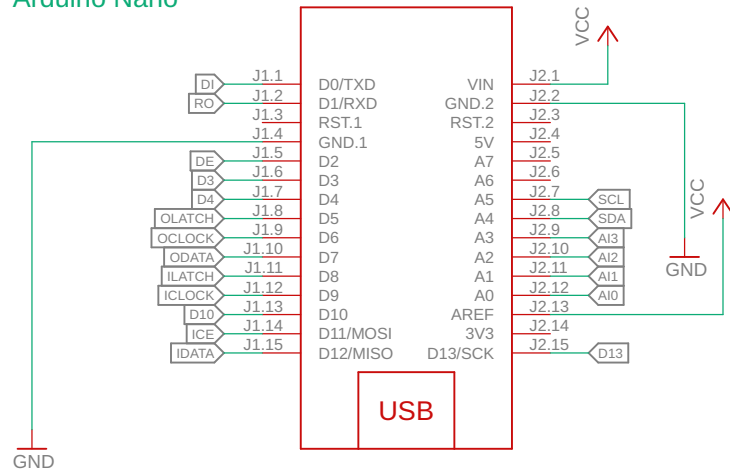 Arduino Nano
VCC
DI J1.1 D0/TXD VIN J2.1
RO J1.2 D1/RXD GND.2 J2.2
J1.3 RST.1 RST.2 J2.3
J1.4 GND.1 5V J2.4
DE J1.5 D2 A7 J2.5
D3 J1.6 D3 A6 J2.6
D4 J1.7 D4 A5 J2.7 SCL
VCC
OLATCH J1.8 D5 A4 J2.8 SDA
OCLOCK J1.9 D6 A3 J2.9 AI3
ODATA J1.10 D7 A2 J2.10 AI2
GND
ILATCH J1.11 D8 A1 J2.11 AI1
ICLOCK J1.12 D9 A0 J2.12 AI0
D10 J1.13 D10 AREF J2.13
ICE J1.14 D11/MOSI 3V3 J2.14
IDATA J1.15 D12/MISO D13/SCK J2.15 D13
USB
GND